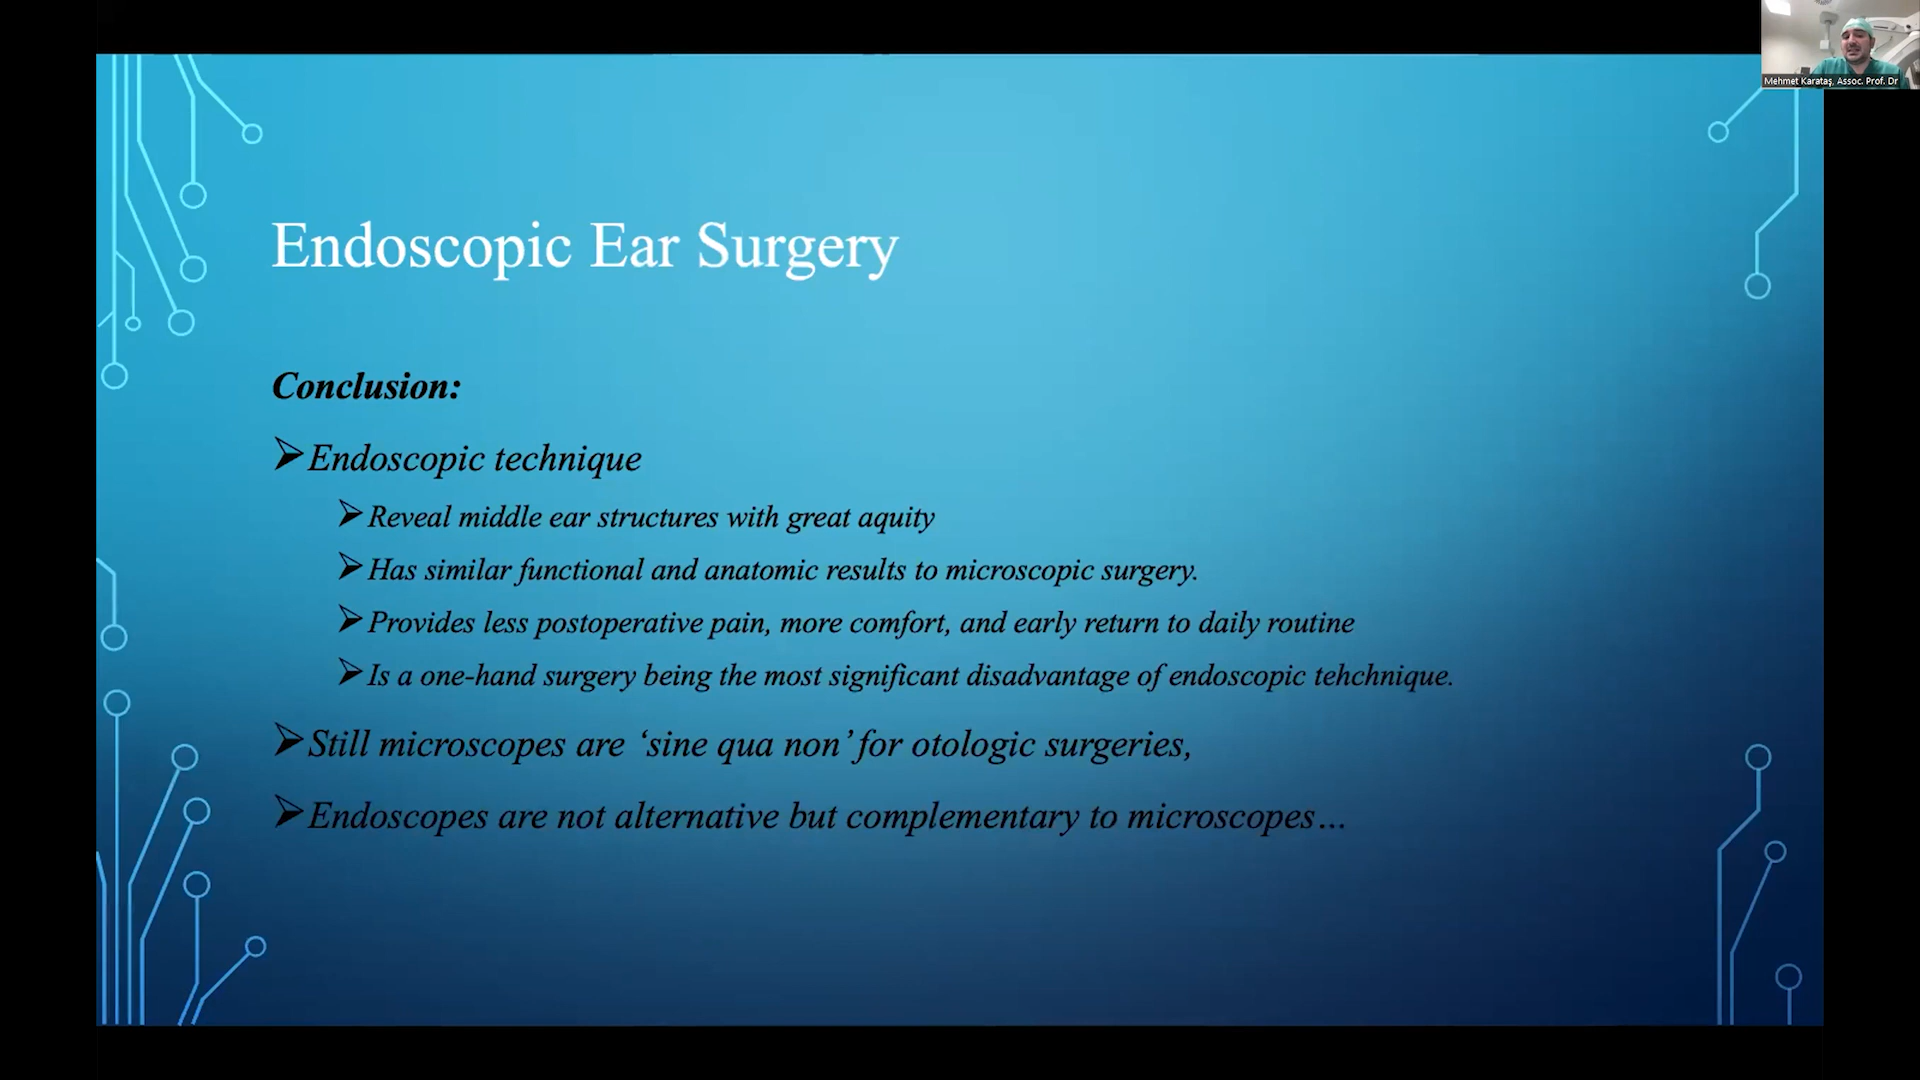 Mehmet Karataş, Assoc. Prof. Dr
Endoscopic Ear Surgery
Conclusion:
Endoscopic technique
Reveal middle ear structures with great aquity
Has similar functional and anatomic results to microscopic surgery.
Provides less postoperative pain, more comfort, and early return to daily routine
Is a one-hand surgery being the most significant disadvantage of endoscopic tehchnique.
Still microscopes are ‘sine qua non’ for otologic surgeries,
Endoscopes are not alternative but complementary to microscopes…